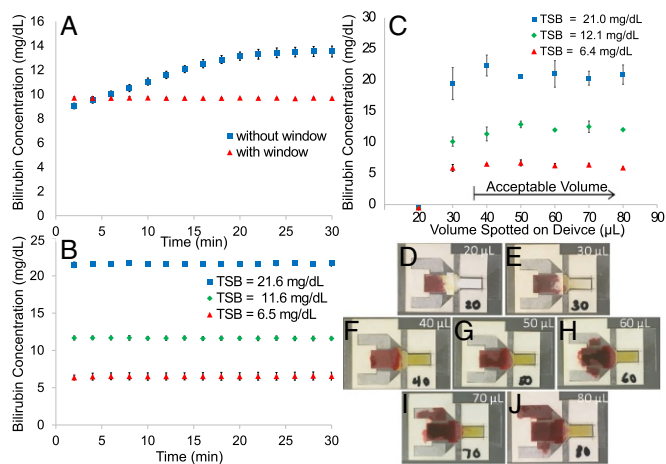 A
Bilirubin Concentration (mg/dL)
16
14
12
10
8
6
4
2
0
without window
with window
0 5 10 15 20 25 30
Time (min)
B
Bilirubin Concentration (mg/dL)
25
20
15
10
5
0
TSB = 21.6 mg/dL
TSB = 11.6 mg/dL
TSB = 6.5 mg/dL
0 5 10 15 20 25 30
Time (min)
C
Bilirubin Concentration (mg/dL)
30
25
20
15
10
5
0
TSB = 21.0 mg/dL
TSB = 12.1 mg/dL
TSB = 6.4 mg/dL
Acceptable Volume
20 30 40 50 60 70 80 90
Volume Spotted on Deivce (µL)
D
20 µL
20
E
30 µL
30
F
40 µL
40
G
50 µL
50
H
60 µL
60
I
70 µL
70
J
80 µL
80